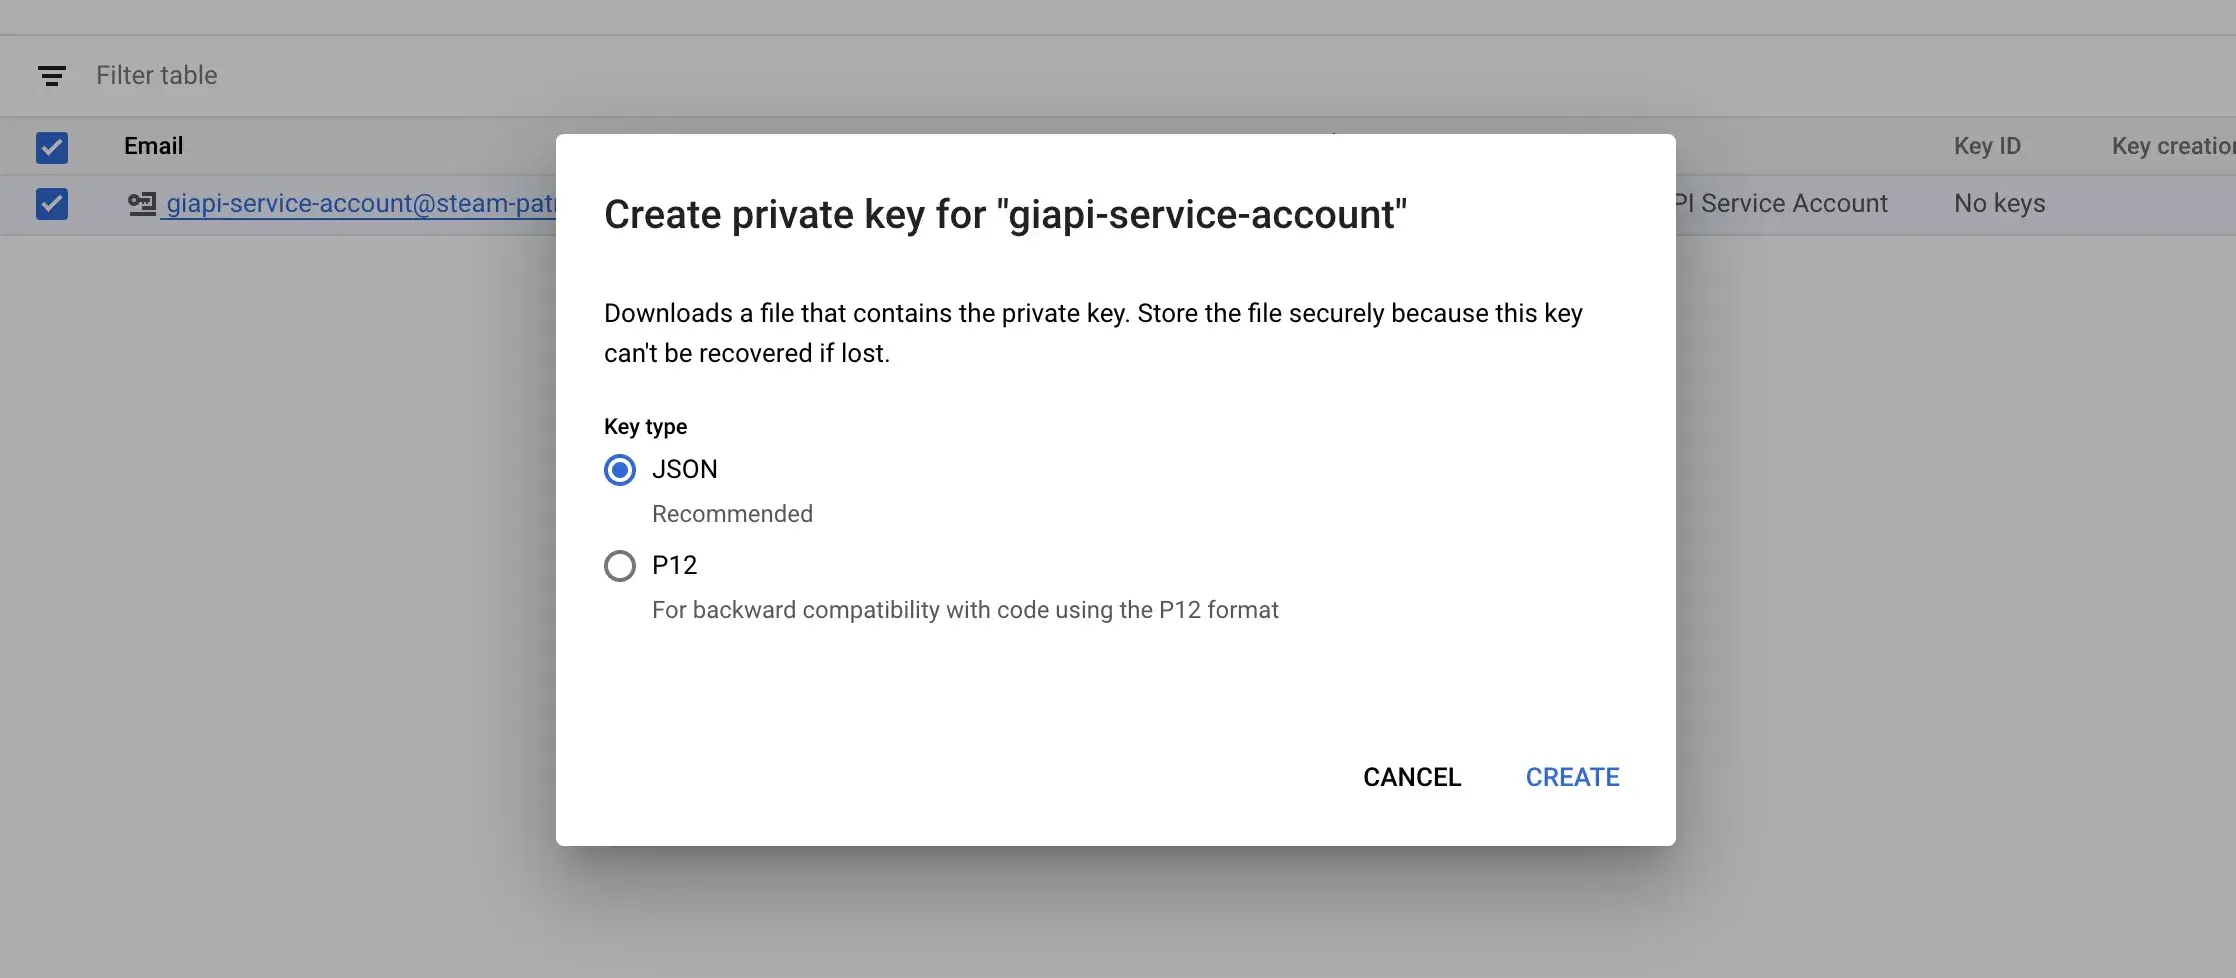 Filter table
Email
Key ID
Key creation
giapi-service-account@steam-pat
PI Service Account
No keys
Create private key for "giapi-service-account"
Downloads a file that contains the private key. Store the file securely because this key
can't be recovered if lost.
Key type
JSON
Recommended
P12
For backward compatibility with code using the P12 format
CANCEL
CREATE